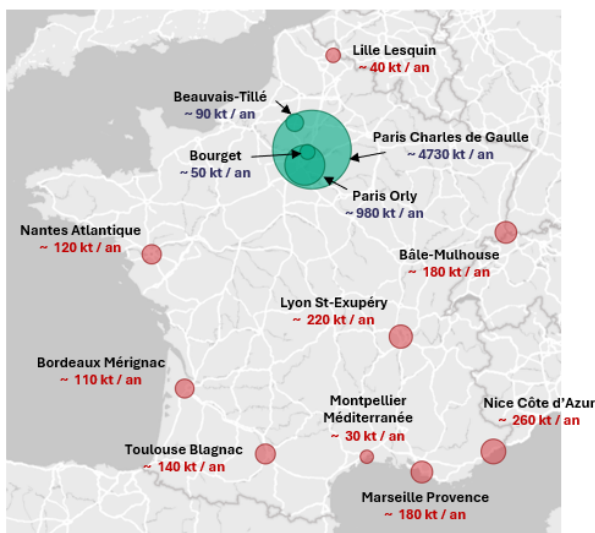 Lille Lesquin
~ 40 kt / an
Beauvais-Tillé
~ 90 kt / an
Paris Charles de Gaulle
~ 4730 kt / an
Bourget
~ 50 kt / an
Paris Orly
~ 980 kt / an
Nantes Atlantique
~ 120 kt / an
Bâle-Mulhouse
~ 180 kt / an
Lyon St-Exupéry
~ 220 kt / an
Bordeaux Mérignac
~ 110 kt / an
Montpellier
Méditerranée
~ 30 kt / an
Nice Côte d'Azur
~ 260 kt / an
Toulouse Blagnac
~ 140 kt / an
Marseille Provence
~ 180 kt / an